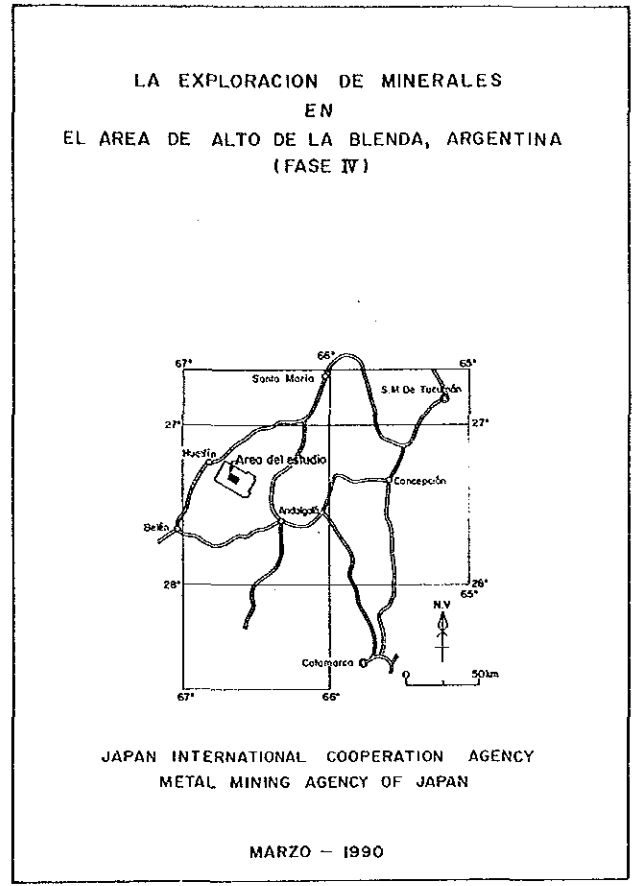 LA EXPLORACION DE MINERALES
EN
EL AREA DE ALTO DE LA BLENDA, ARGENTINA
(FASE IV)
67°
66°
65°
Santa María
S.M. De Tucumán
27°
27°
Hualfín
Area del estudio
Concepción
Andalgalá
Belén
28°
28°
65°
N.V
Catamarca
0
50km
67°
66°
JAPAN INTERNATIONAL COOPERATION AGENCY
METAL MINING AGENCY OF JAPAN
MARZO — 1990